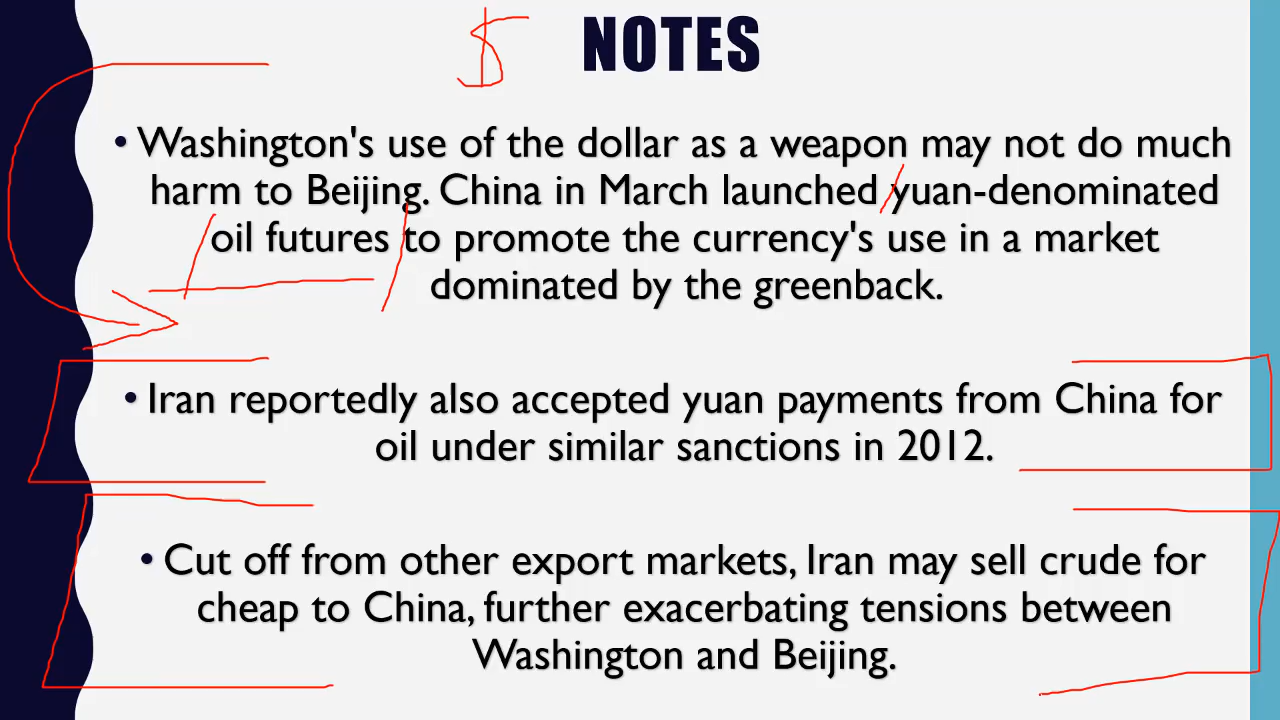 $ NOTES
• Washington's use of the dollar as a weapon may not do much
harm to Beijing. China in March launched yuan-denominated
oil futures to promote the currency's use in a market
dominated by the greenback.
• Iran reportedly also accepted yuan payments from China for
oil under similar sanctions in 2012.
• Cut off from other export markets, Iran may sell crude for
cheap to China, further exacerbating tensions between
Washington and Beijing.